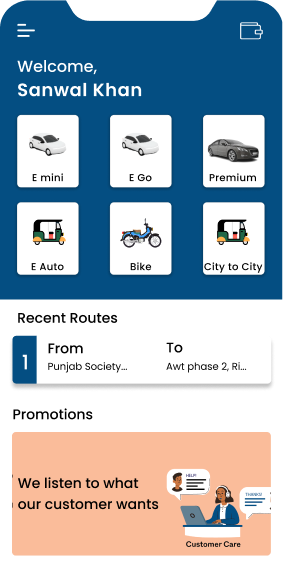 Welcome,
Sanwal Khan
E mini
E Go
Premium
E Auto
Bike
City to City
Recent Routes
1
From
To
Punjab Society...
Awt phase 2, Ri...
Promotions
We listen to what
our customer wants
HELP!
THANKS!
Customer Care